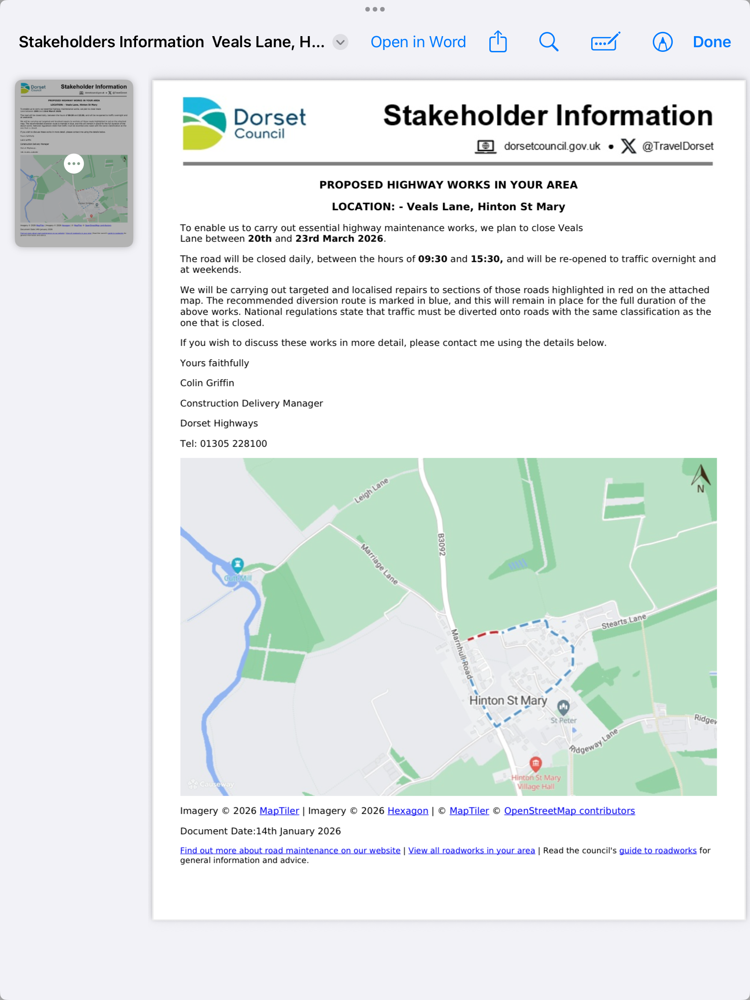 Stakeholders Information  Veals Lane, H...
Open in Word
Done
Dorset
Council
Stakeholder Information
dorsetcouncil.gov.uk • X @TravelDorset
PROPOSED HIGHWAY WORKS IN YOUR AREA
LOCATION: - Veals Lane, Hinton St Mary
To enable us to carry out essential highway maintenance works, we plan to close Veals
Lane between 20th and 23rd March 2026.
The road will be closed daily, between the hours of 09:30 and 15:30, and will be re-opened to traffic overnight and
at weekends.
We will be carrying out targeted and localised repairs to sections of those roads highlighted in red on the attached
map. The recommended diversion route is marked in blue, and this will remain in place for the full duration of the
above works. National regulations state that traffic must be diverted onto roads with the same classification as the
one that is closed.
If you wish to discuss these works in more detail, please contact me using the details below.
Yours faithfully
Colin Griffin
Construction Delivery Manager
Dorset Highways
Tel: 01305 228100
N
Leigh Lane
B3092
Marriage Lane
Cutt Mill
Stearts Lane
Marnhull Road
Hinton St Mary
St Peter
Ridgew
Ridgeway Lane
Hinton St Mary
Village Hall
Causeway
Imagery © 2026 MapTiler | Imagery © 2026 Hexagon | © MapTiler © OpenStreetMap contributors
Document Date:14th January 2026
Find out more about road maintenance on our website | View all roadworks in your area | Read the council's guide to roadworks for
general information and advice.